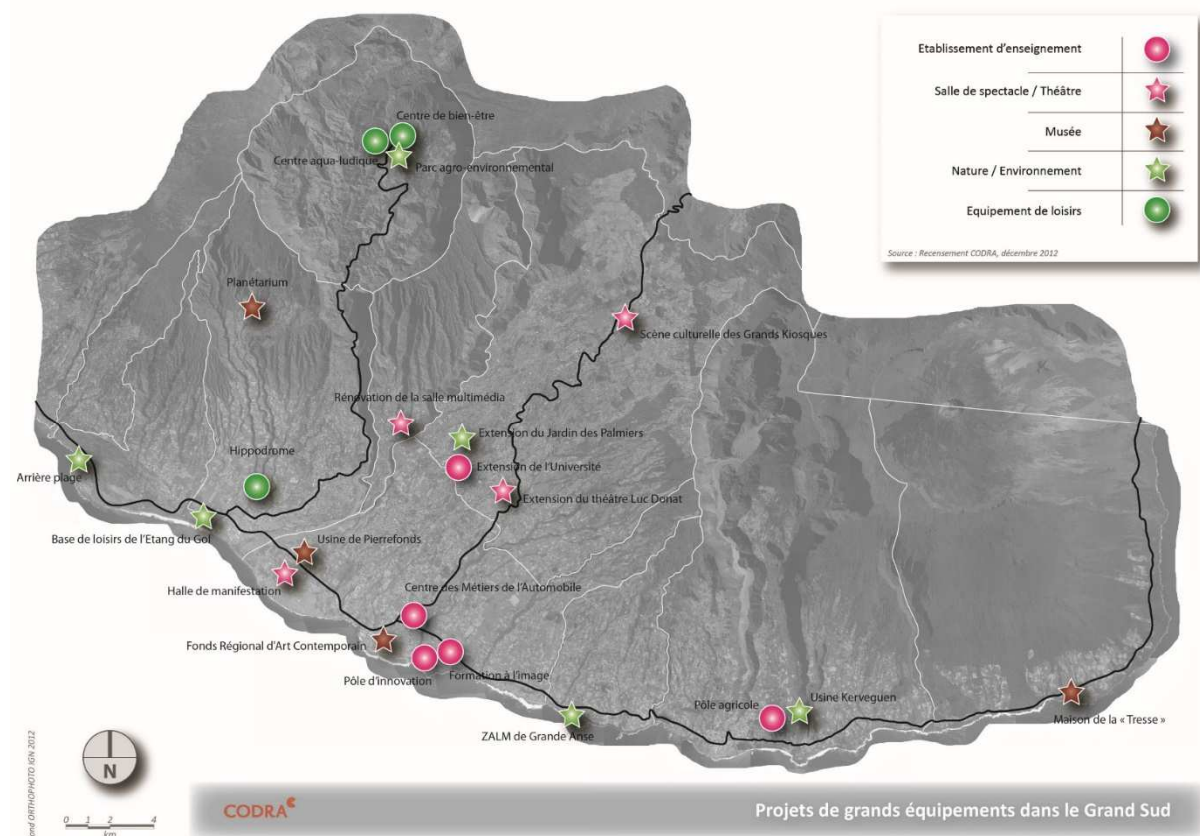 Etablissement d'enseignement
Salle de spectacle / Théâtre
Musée
Nature / Environnement
Equipement de loisirs
Source : Recensement CODRA, décembre 2012
Centre de bien-être
Centre aqua-ludique
Parc agro-environnemental
Planétarium
Scène culturelle des Grands Kiosques
Rénovation de la salle multimédia
Extension du Jardin des Palmiers
Hippodrome
Extension de l'Université
Arrière plage
Extension du théâtre Luc Donat
Base de loisirs de l'Etang du Gol
Usine de Pierrefonds
Halle de manifestation
Centre des Métiers de l'Automobile
Fonds Régional d'Art Contemporain
Pôle d'innovation
Formation à l'image
Pôle agricole
Usine Kerveguen
Maison de la « Tresse »
ZALM de Grande Anse
N
0 1 2 4
km
ond ORTHOPHOTO IGN 2012
CODRA
Projets de grands équipements dans le Grand Sud